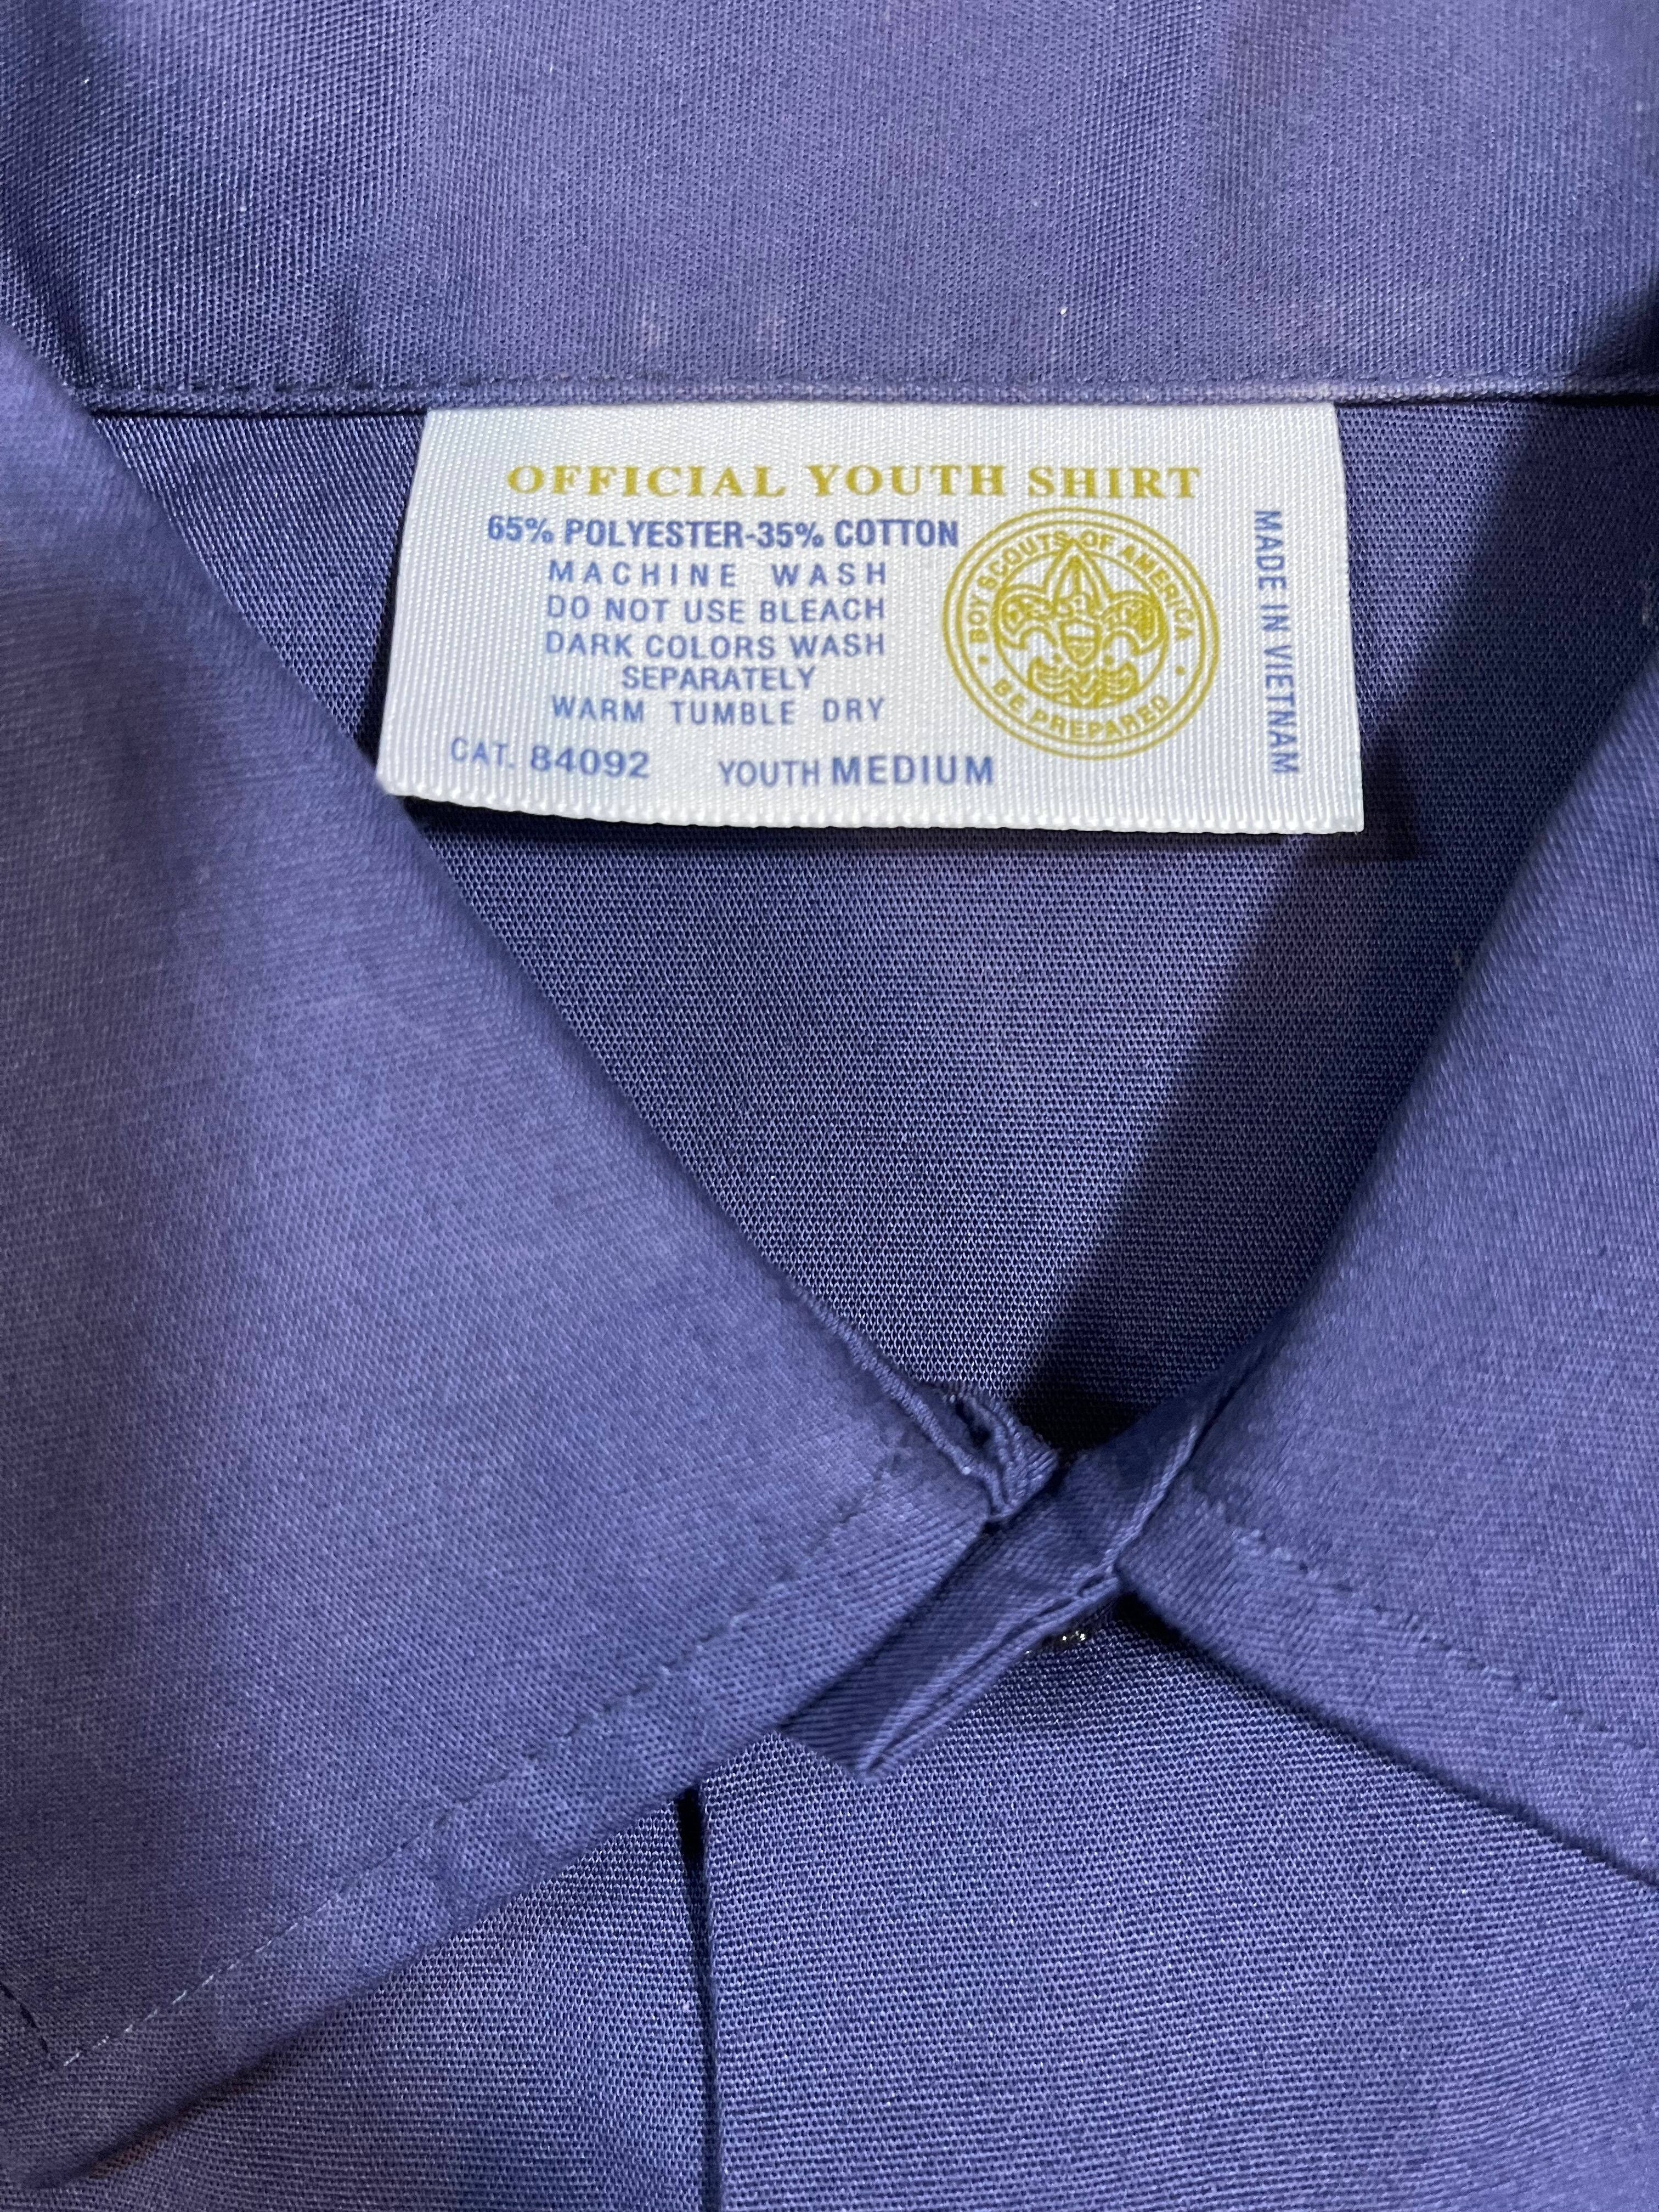 OFFICIAL YOUTH SHIRT
65% POLYESTER-35% COTTON
MACHINE WASH
DO NOT USE BLEACH
DARK COLORS WASH
SEPARATELY
WARM TUMBLE DRY
CAT. 84092
YOUTH MEDIUM
BOY SCOUTS OF AMERICA
BE PREPARED
MADE IN VIETNAM